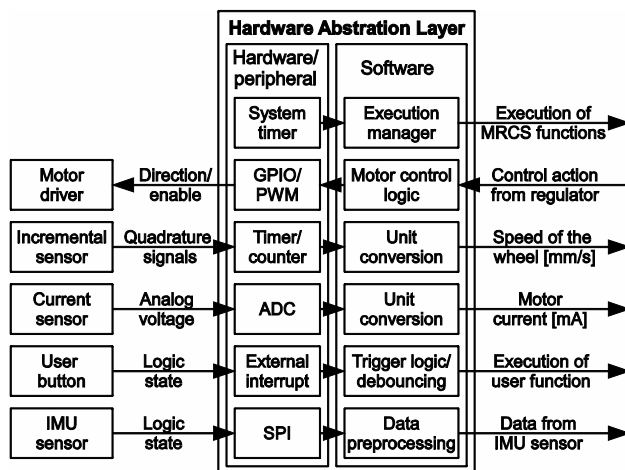 Hardware Abstration Layer
Hardware/
peripheral
Software
System
timer
Execution
manager
Execution of
MRCS functions
Motor
driver
Direction/
enable
GPIO/
PWM
Motor control
logic
Control action
from regulator
Incremental
sensor
Quadrature
signals
Timer/
counter
Unit
conversion
Speed of the
wheel [mm/s]
Current
sensor
Analog
voltage
ADC
Unit
conversion
Motor
current [mA]
User
button
Logic
state
External
interrupt
Trigger logic/
debouncing
Execution of
user function
IMU
sensor
Logic
state
SPI
Data
preprocessing
Data from
IMU sensor